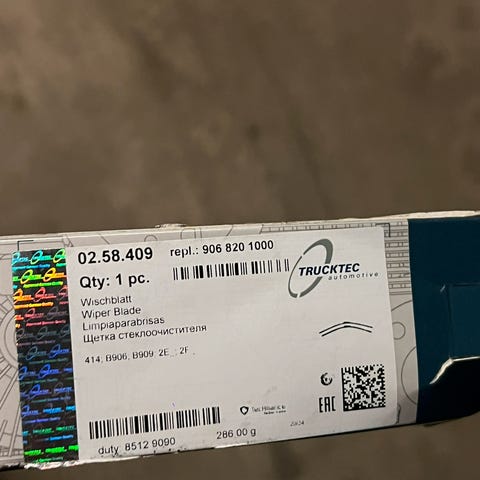 02.58.409 repl.: 906 820 1000
Qty: 1 pc.
TRUCKTEC
automotive
Wischblatt
Wiper Blade
Limpiaparabrisas
Щетка стеклоочистителя
414, B906, B909, 2E_, 2F_
TecAlliance
EAC
duty 8512 9090 286.00 g